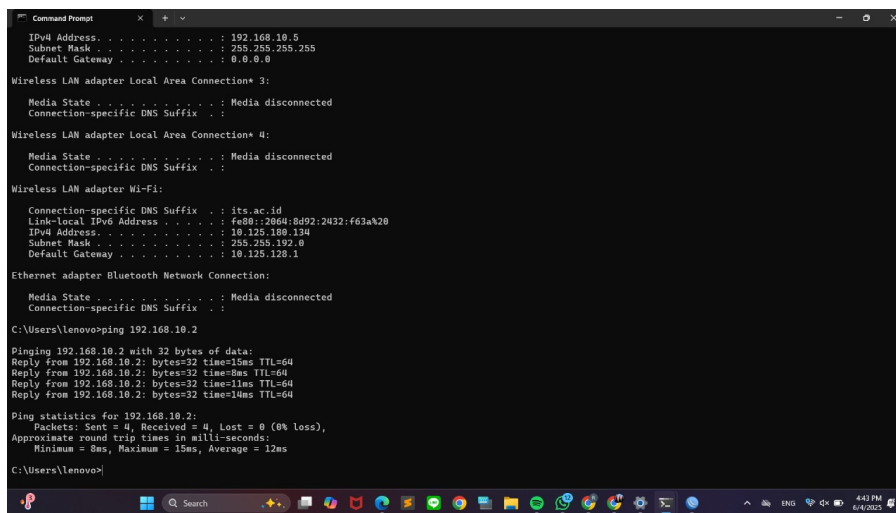 Command Prompt
IPv4 Address. . . . . . . . . . . : 192.168.10.5
Subnet Mask . . . . . . . . . . . : 255.255.255.255
Default Gateway . . . . . . . . . : 0.0.0.0
Wireless LAN adapter Local Area Connection* 3:
Media State . . . . . . . . . . . : Media disconnected
Connection-specific DNS Suffix  . :
Wireless LAN adapter Local Area Connection* 4:
Media State . . . . . . . . . . . : Media disconnected
Connection-specific DNS Suffix  . :
Wireless LAN adapter Wi-Fi:
Connection-specific DNS Suffix  . : its.ac.id
Link-local IPv6 Address . . . . . : fe80::2064:8d92:2432:f63a%20
IPv4 Address. . . . . . . . . . . : 10.125.180.134
Subnet Mask . . . . . . . . . . . : 255.255.192.0
Default Gateway . . . . . . . . . : 10.125.128.1
Ethernet adapter Bluetooth Network Connection:
Media State . . . . . . . . . . . : Media disconnected
Connection-specific DNS Suffix  . :
C:\Users\lenovo>ping 192.168.10.2
Pinging 192.168.10.2 with 32 bytes of data:
Reply from 192.168.10.2: bytes=32 time=15ms TTL=64
Reply from 192.168.10.2: bytes=32 time=8ms TTL=64
Reply from 192.168.10.2: bytes=32 time=11ms TTL=64
Reply from 192.168.10.2: bytes=32 time=14ms TTL=64
Ping statistics for 192.168.10.2:
Packets: Sent = 4, Received = 4, Lost = 0 (0% loss),
Approximate round trip times in milli-seconds:
Minimum = 8ms, Maximum = 15ms, Average = 12ms
C:\Users\lenovo>
3
Search
ENG
4:43 PM
6/4/2025